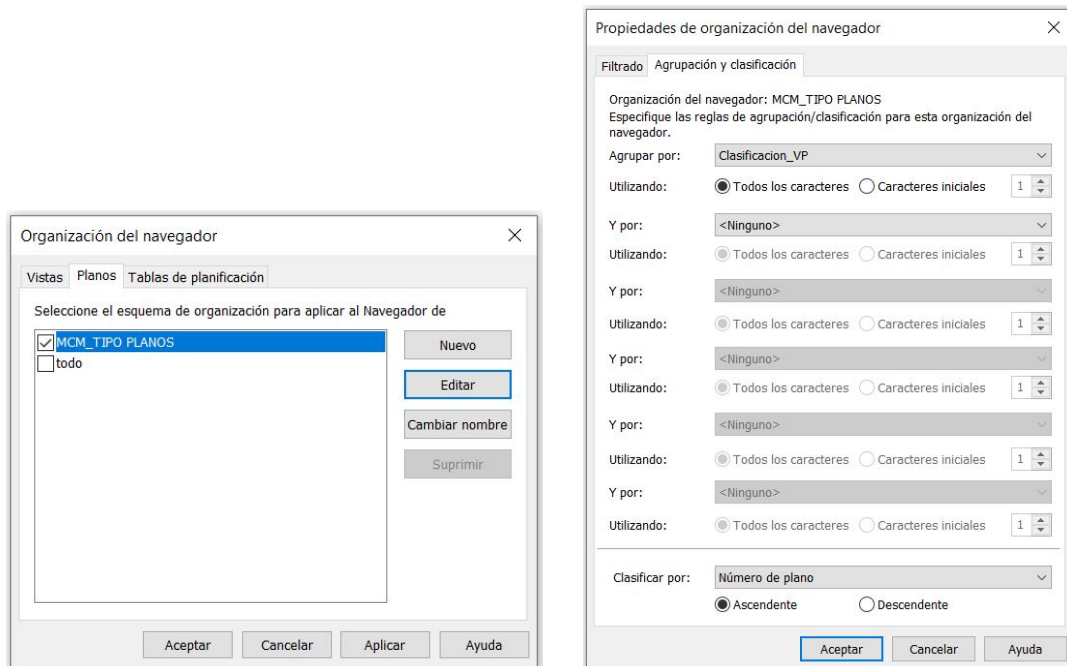 Organización del navegador
Vistas Planos Tablas de planificación
Seleccione el esquema de organización para aplicar al Navegador de
MCM_TIPO PLANOS
todo
Nuevo
Editar
Cambiar nombre
Suprimir
Aceptar Cancelar Aplicar Ayuda
Propiedades de organización del navegador
Filtrado Agrupación y clasificación
Organización del navegador: MCM_TIPO PLANOS
Especifique las reglas de agrupación/clasificación para esta organización del
navegador.
Agrupar por: Clasificacion_VP
Utilizando: Todos los caracteres Caracteres iniciales 1
Y por: <Ninguno>
Utilizando: Todos los caracteres Caracteres iniciales 1
Y por: <Ninguno>
Utilizando: Todos los caracteres Caracteres iniciales 1
Y por: <Ninguno>
Utilizando: Todos los caracteres Caracteres iniciales 1
Y por: <Ninguno>
Utilizando: Todos los caracteres Caracteres iniciales 1
Y por: <Ninguno>
Utilizando: Todos los caracteres Caracteres iniciales 1
Clasificar por: Número de plano
Ascendente Descendente
Aceptar Cancelar Ayuda